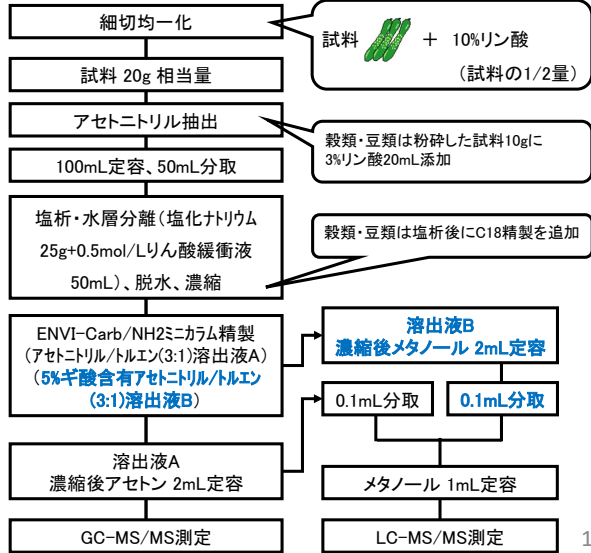 細切均一化
試料 + 10%リン酸
(試料の1/2量)
試料 20g 相当量
アセトニトリル抽出
穀類・豆類は粉砕した試料10gに
3%リン酸20mL添加
100mL定容、50mL分取
塩析・水層分離(塩化ナトリウム
25g+0.5mol/Lりん酸緩衝液
50mL)、脱水、濃縮
穀類・豆類は塩析後にC18精製を追加
ENVI-Carb/NH2ミニカラム精製
(アセトニトリル/トルエン(3:1)溶出液A)
(5%ギ酸含有アセトニトリル/トルエン
(3:1)溶出液B)
溶出液B
濃縮後メタノール 2mL定容
0.1mL分取
0.1mL分取
溶出液A
濃縮後アセトン 2mL定容
メタノール 1mL定容
GC-MS/MS測定
LC-MS/MS測定
1